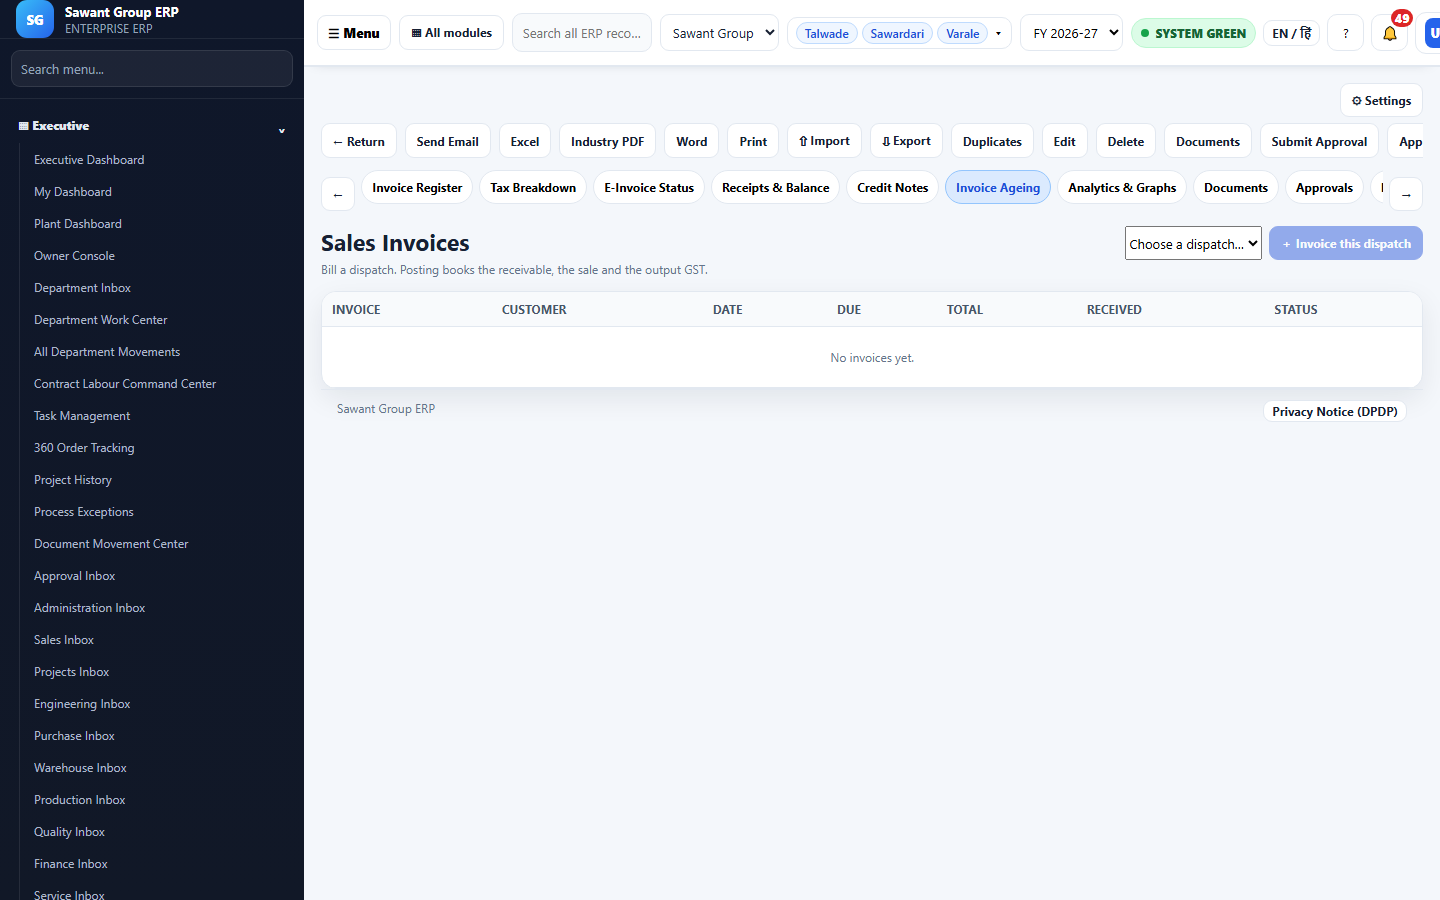 SG
Sawant Group ERP
ENTERPRISE ERP
Search menu...
Executive
Executive Dashboard
My Dashboard
Plant Dashboard
Owner Console
Department Inbox
Department Work Center
All Department Movements
Contract Labour Command Center
Task Management
360 Order Tracking
Project History
Process Exceptions
Document Movement Center
Approval Inbox
Administration Inbox
Sales Inbox
Projects Inbox
Engineering Inbox
Purchase Inbox
Warehouse Inbox
Production Inbox
Quality Inbox
Finance Inbox
Service Inbox
☰ Menu
All modules
Search all ERP reco...
Sawant Group
Talwade
Sawardari
Varale
FY 2026-27
SYSTEM GREEN
EN / हिं
?
49
U
⚙ Settings
← Return
Send Email
Excel
Industry PDF
Word
Print
⇧ Import
⇩ Export
Duplicates
Edit
Delete
Documents
Submit Approval
App
←
Invoice Register
Tax Breakdown
E-Invoice Status
Receipts & Balance
Credit Notes
Invoice Ageing
Analytics & Graphs
Documents
Approvals
→
Sales Invoices
Choose a dispatch...
+ Invoice this dispatch
Bill a dispatch. Posting books the receivable, the sale and the output GST.
INVOICE CUSTOMER DATE DUE TOTAL RECEIVED STATUS
No invoices yet.
Sawant Group ERP
Privacy Notice (DPDP)